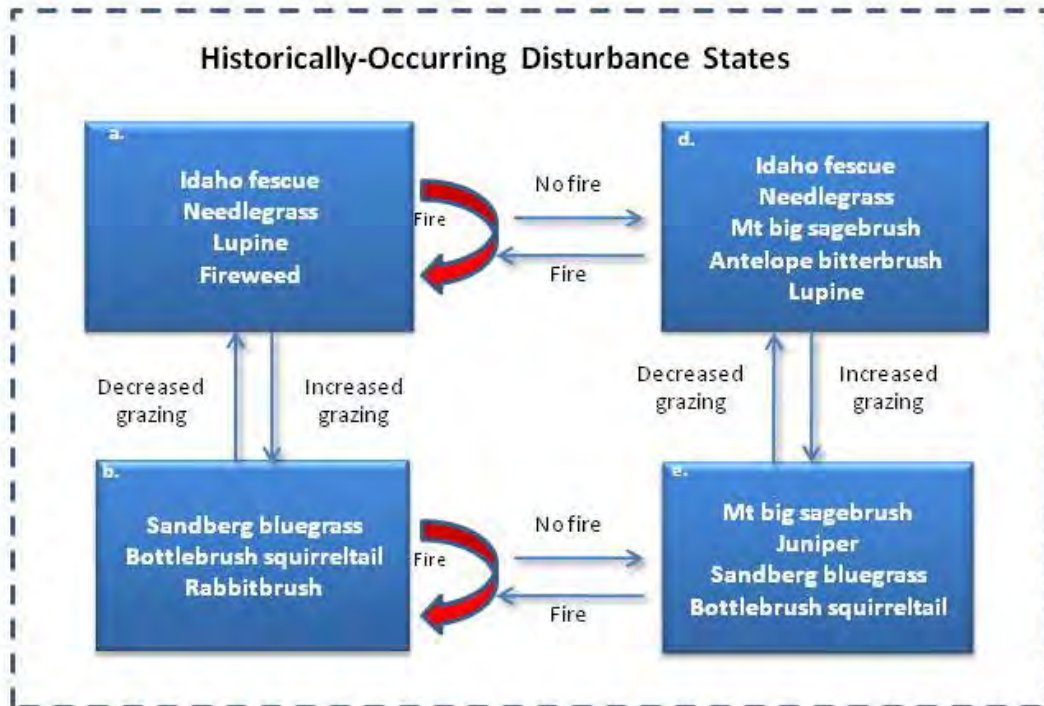 Historically-Occurring Disturbance States
a.
Idaho fescue
Needlegrass
Lupine
Fireweed
Fire
No fire
Fire
d.
Idaho fescue
Needlegrass
Mt big sagebrush
Antelope bitterbrush
Lupine
Decreased
grazing
Increased
grazing
Decreased
grazing
Increased
grazing
b.
Sandberg bluegrass
Bottlebrush squirreltail
Rabbitbrush
Fire
No fire
Fire
e.
Mt big sagebrush
Juniper
Sandberg bluegrass
Bottlebrush squirreltail